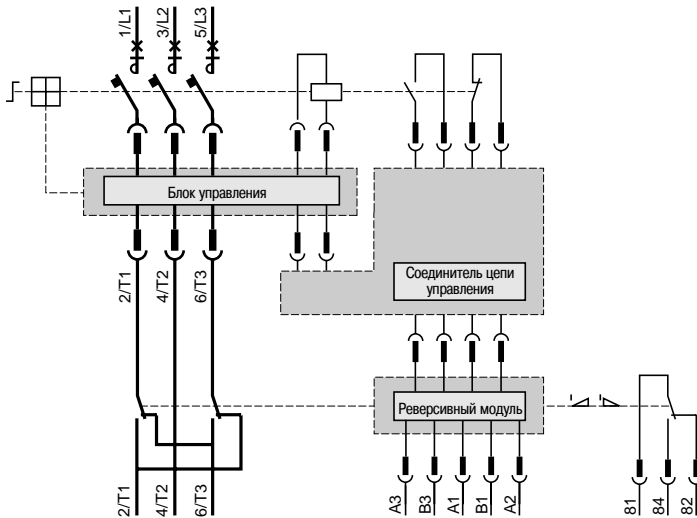 1/L1
3/L2
5/L3
Блок управления
2/T1
4/T2
6/T3
Соединитель цепи
управления
Реверсивный модуль
2/T1
4/T2
6/T3
A3
B3
A1
B1
A2
81
84
82